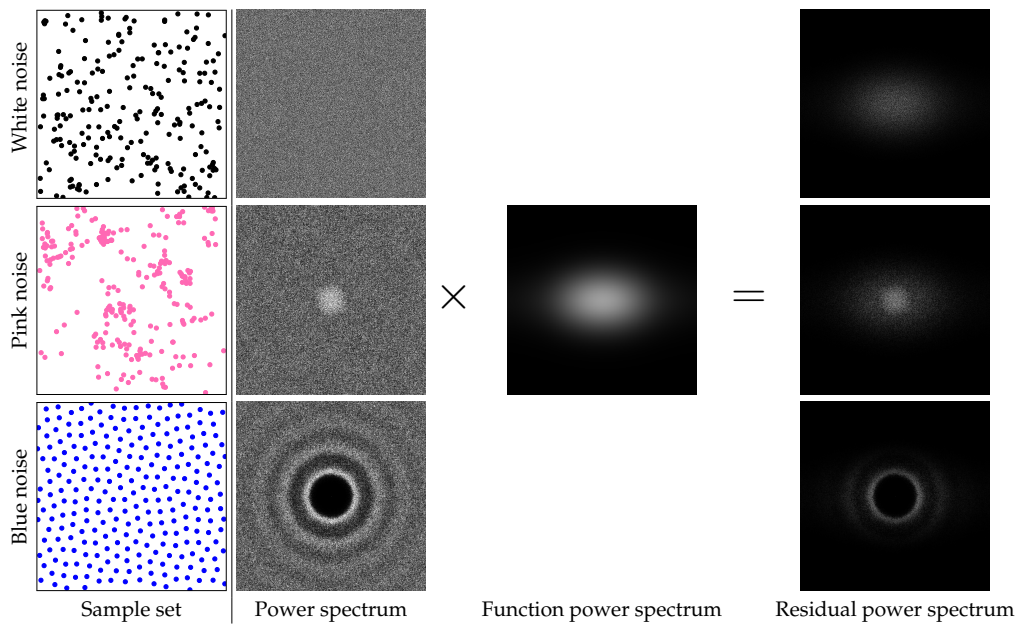 White noise
Pink noise
×
=
Blue noise
Sample set
Power spectrum
Function power spectrum
Residual power spectrum